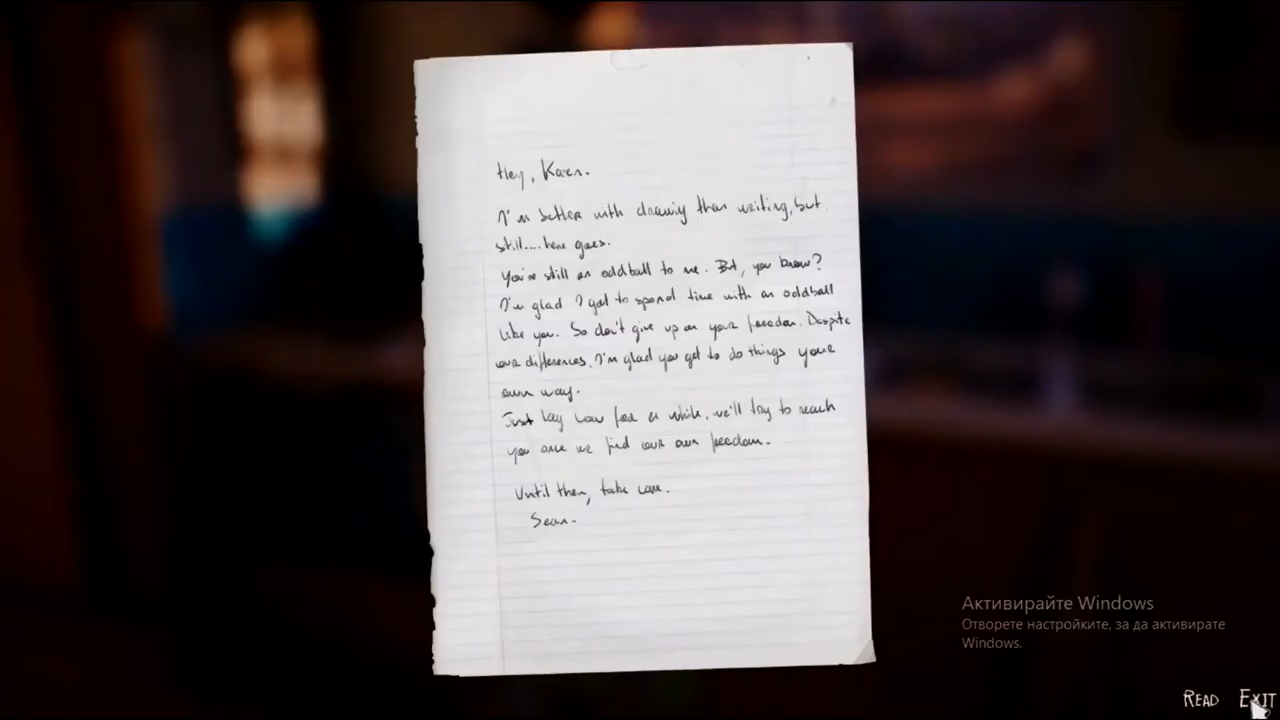 Hey, Karen.
I'm better with drawing than writing, but
still.... here goes.
You're still an oddball to me. But, you know?
I'm glad I got to spend time with an oddball
like you. So don't give up on your freedom. Despite
our differences, I'm glad you get to do things your
own way.
Just lay low for a while, we'll try to reach
you once we find our own freedom.
Until then, take care.
Sean.
Активирайте Windows
Отворете настройките, за да активирате
Windows.
READ EXIT